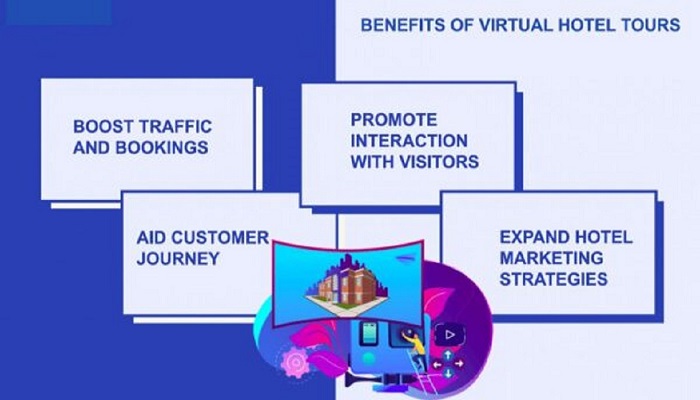 BENEFITS OF VIRTUAL HOTEL TOURS
BOOST TRAFFIC
AND BOOKINGS
PROMOTE
INTERACTION
WITH VISITORS
AID CUSTOMER
JOURNEY
EXPAND HOTEL
MARKETING
STRATEGIES